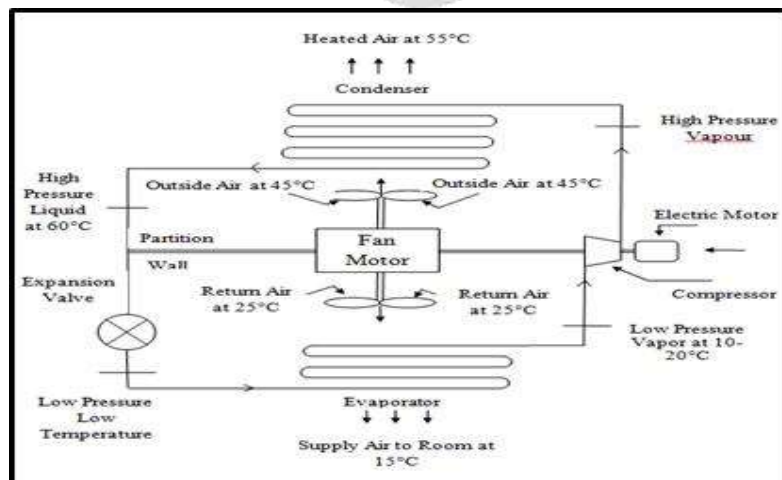 Heated Air at 55°C
Condenser
High Pressure
Vapour
High
Pressure
Liquid
at 60°C
Outside Air at 45°C
Outside Air at 45°C
Electric Motor
Partition
Wall
Fan
Motor
Expansion
Valve
Return Air
at 25°C
Return Air
at 25°C
Compressor
Low Pressure
Vapor at 10-
20°C
Low Pressure
Low
Temperature
Evaporator
Supply Air to Room at
15°C